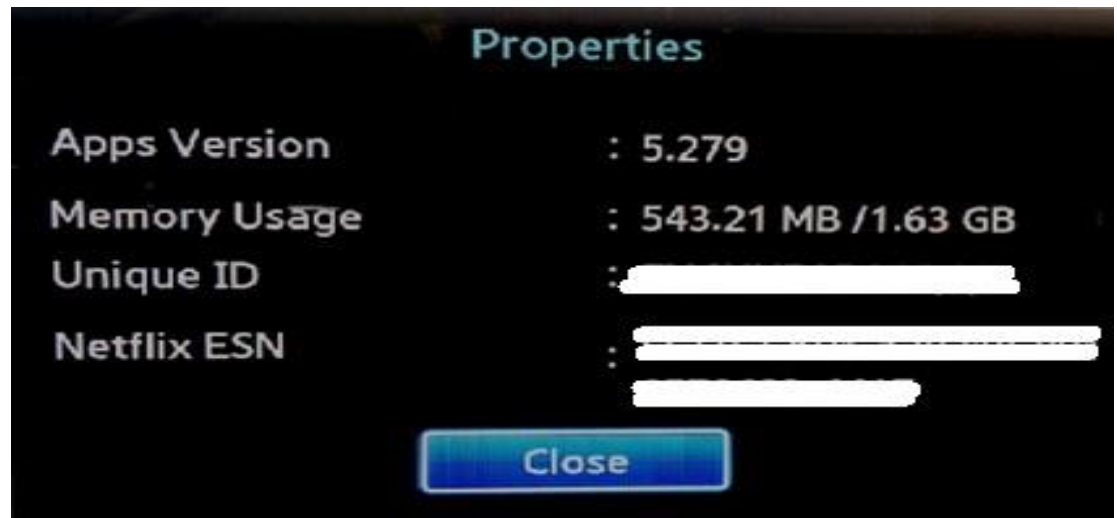 Properties
Apps Version : 5.279
Memory Usage : 543.21 MB /1.63 GB
Unique ID :
Netflix ESN :
Close